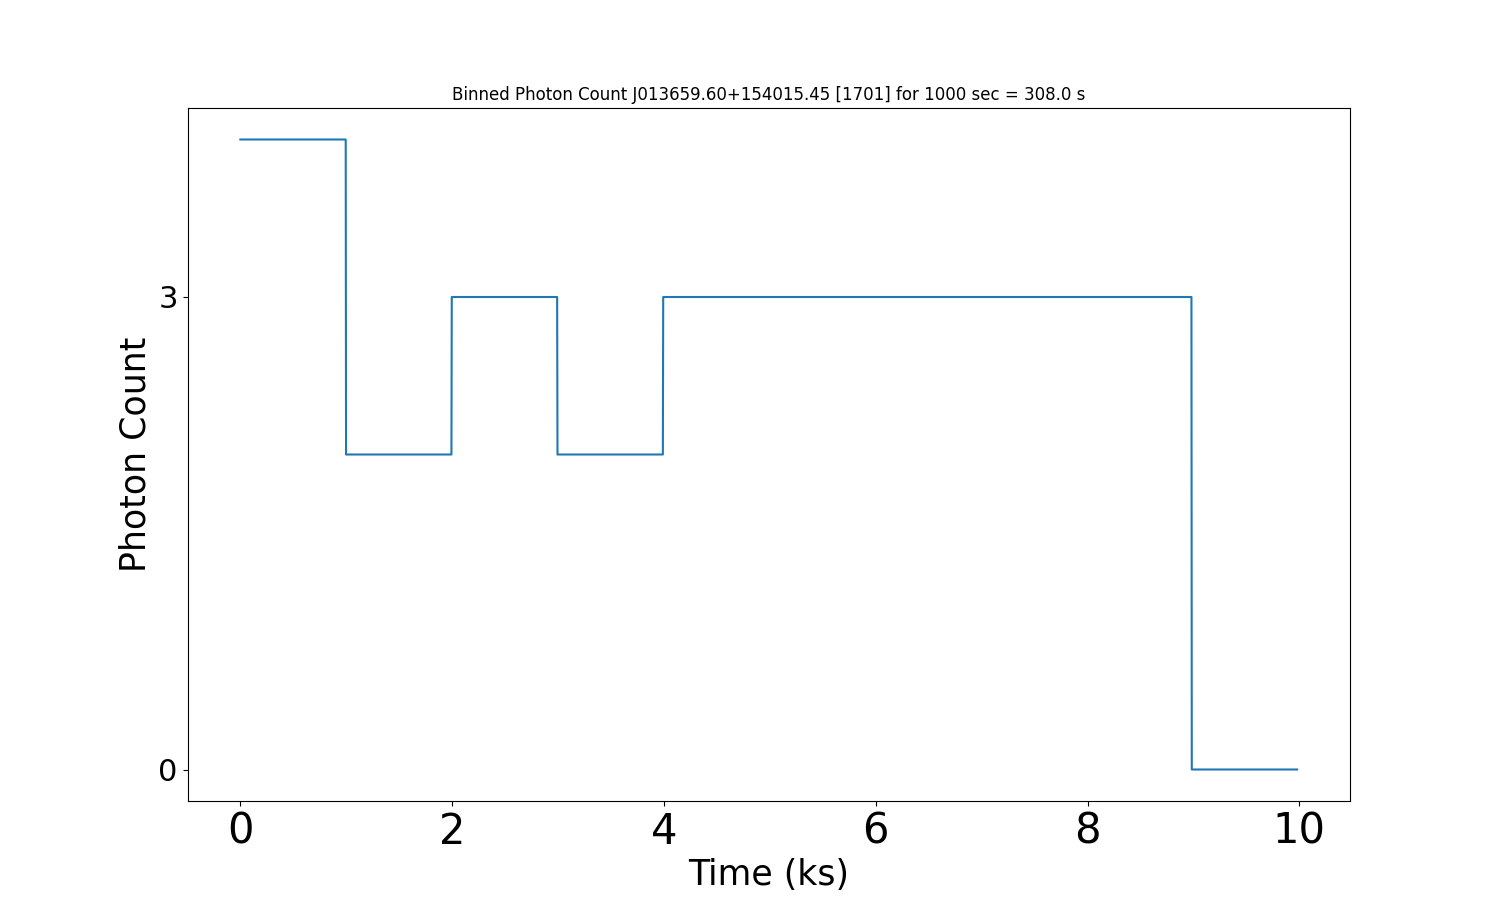 Binned Photon Count J013659.60+154015.45 [1701] for 1000 sec = 308.0 s
3
0
Photon Count
0 2 4 6 8 10
Time (ks)